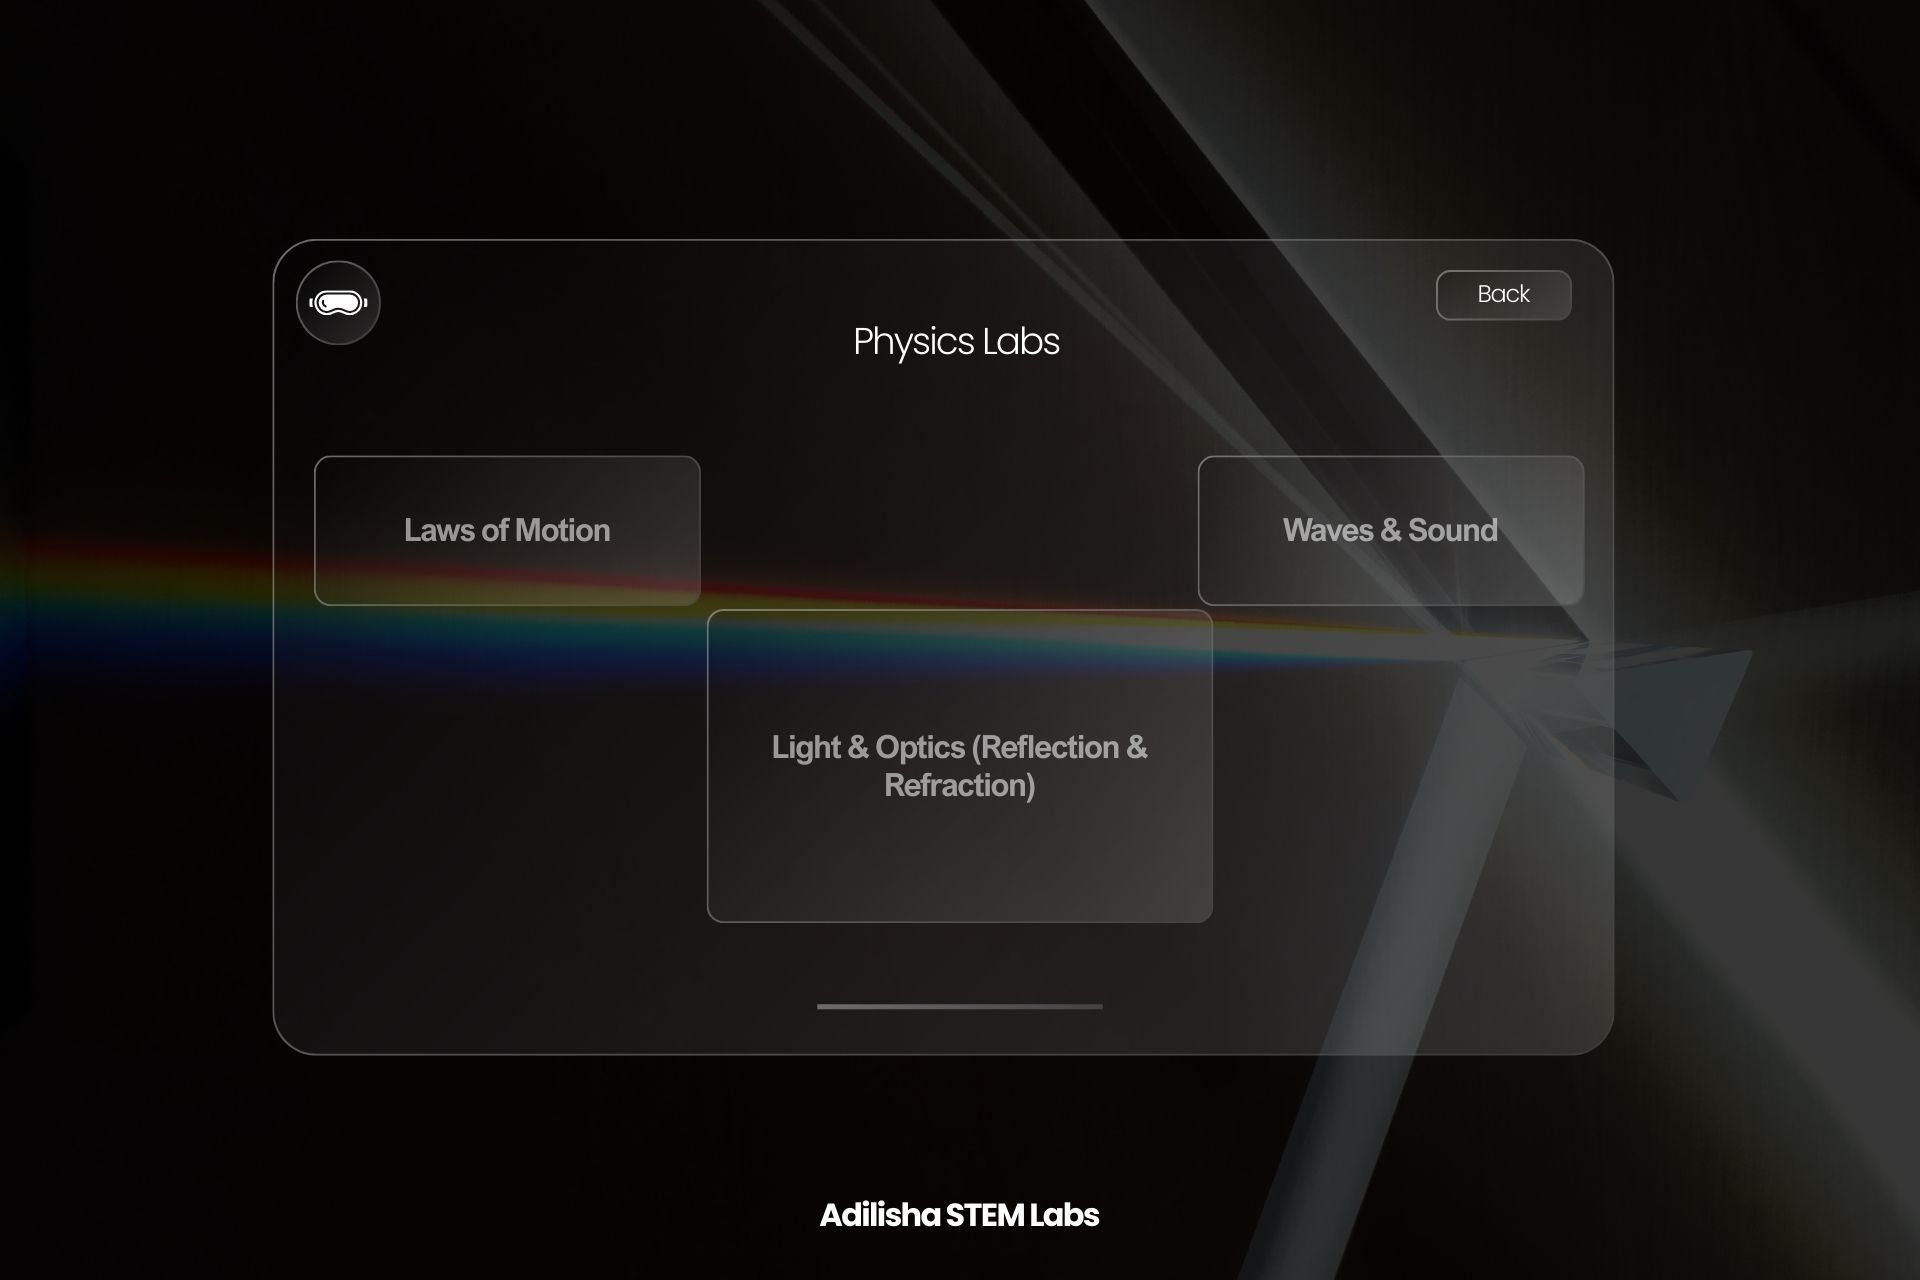 Back
Physics Labs
Laws of Motion
Waves & Sound
Light & Optics (Reflection &
Refraction)
Adilisha STEM Labs